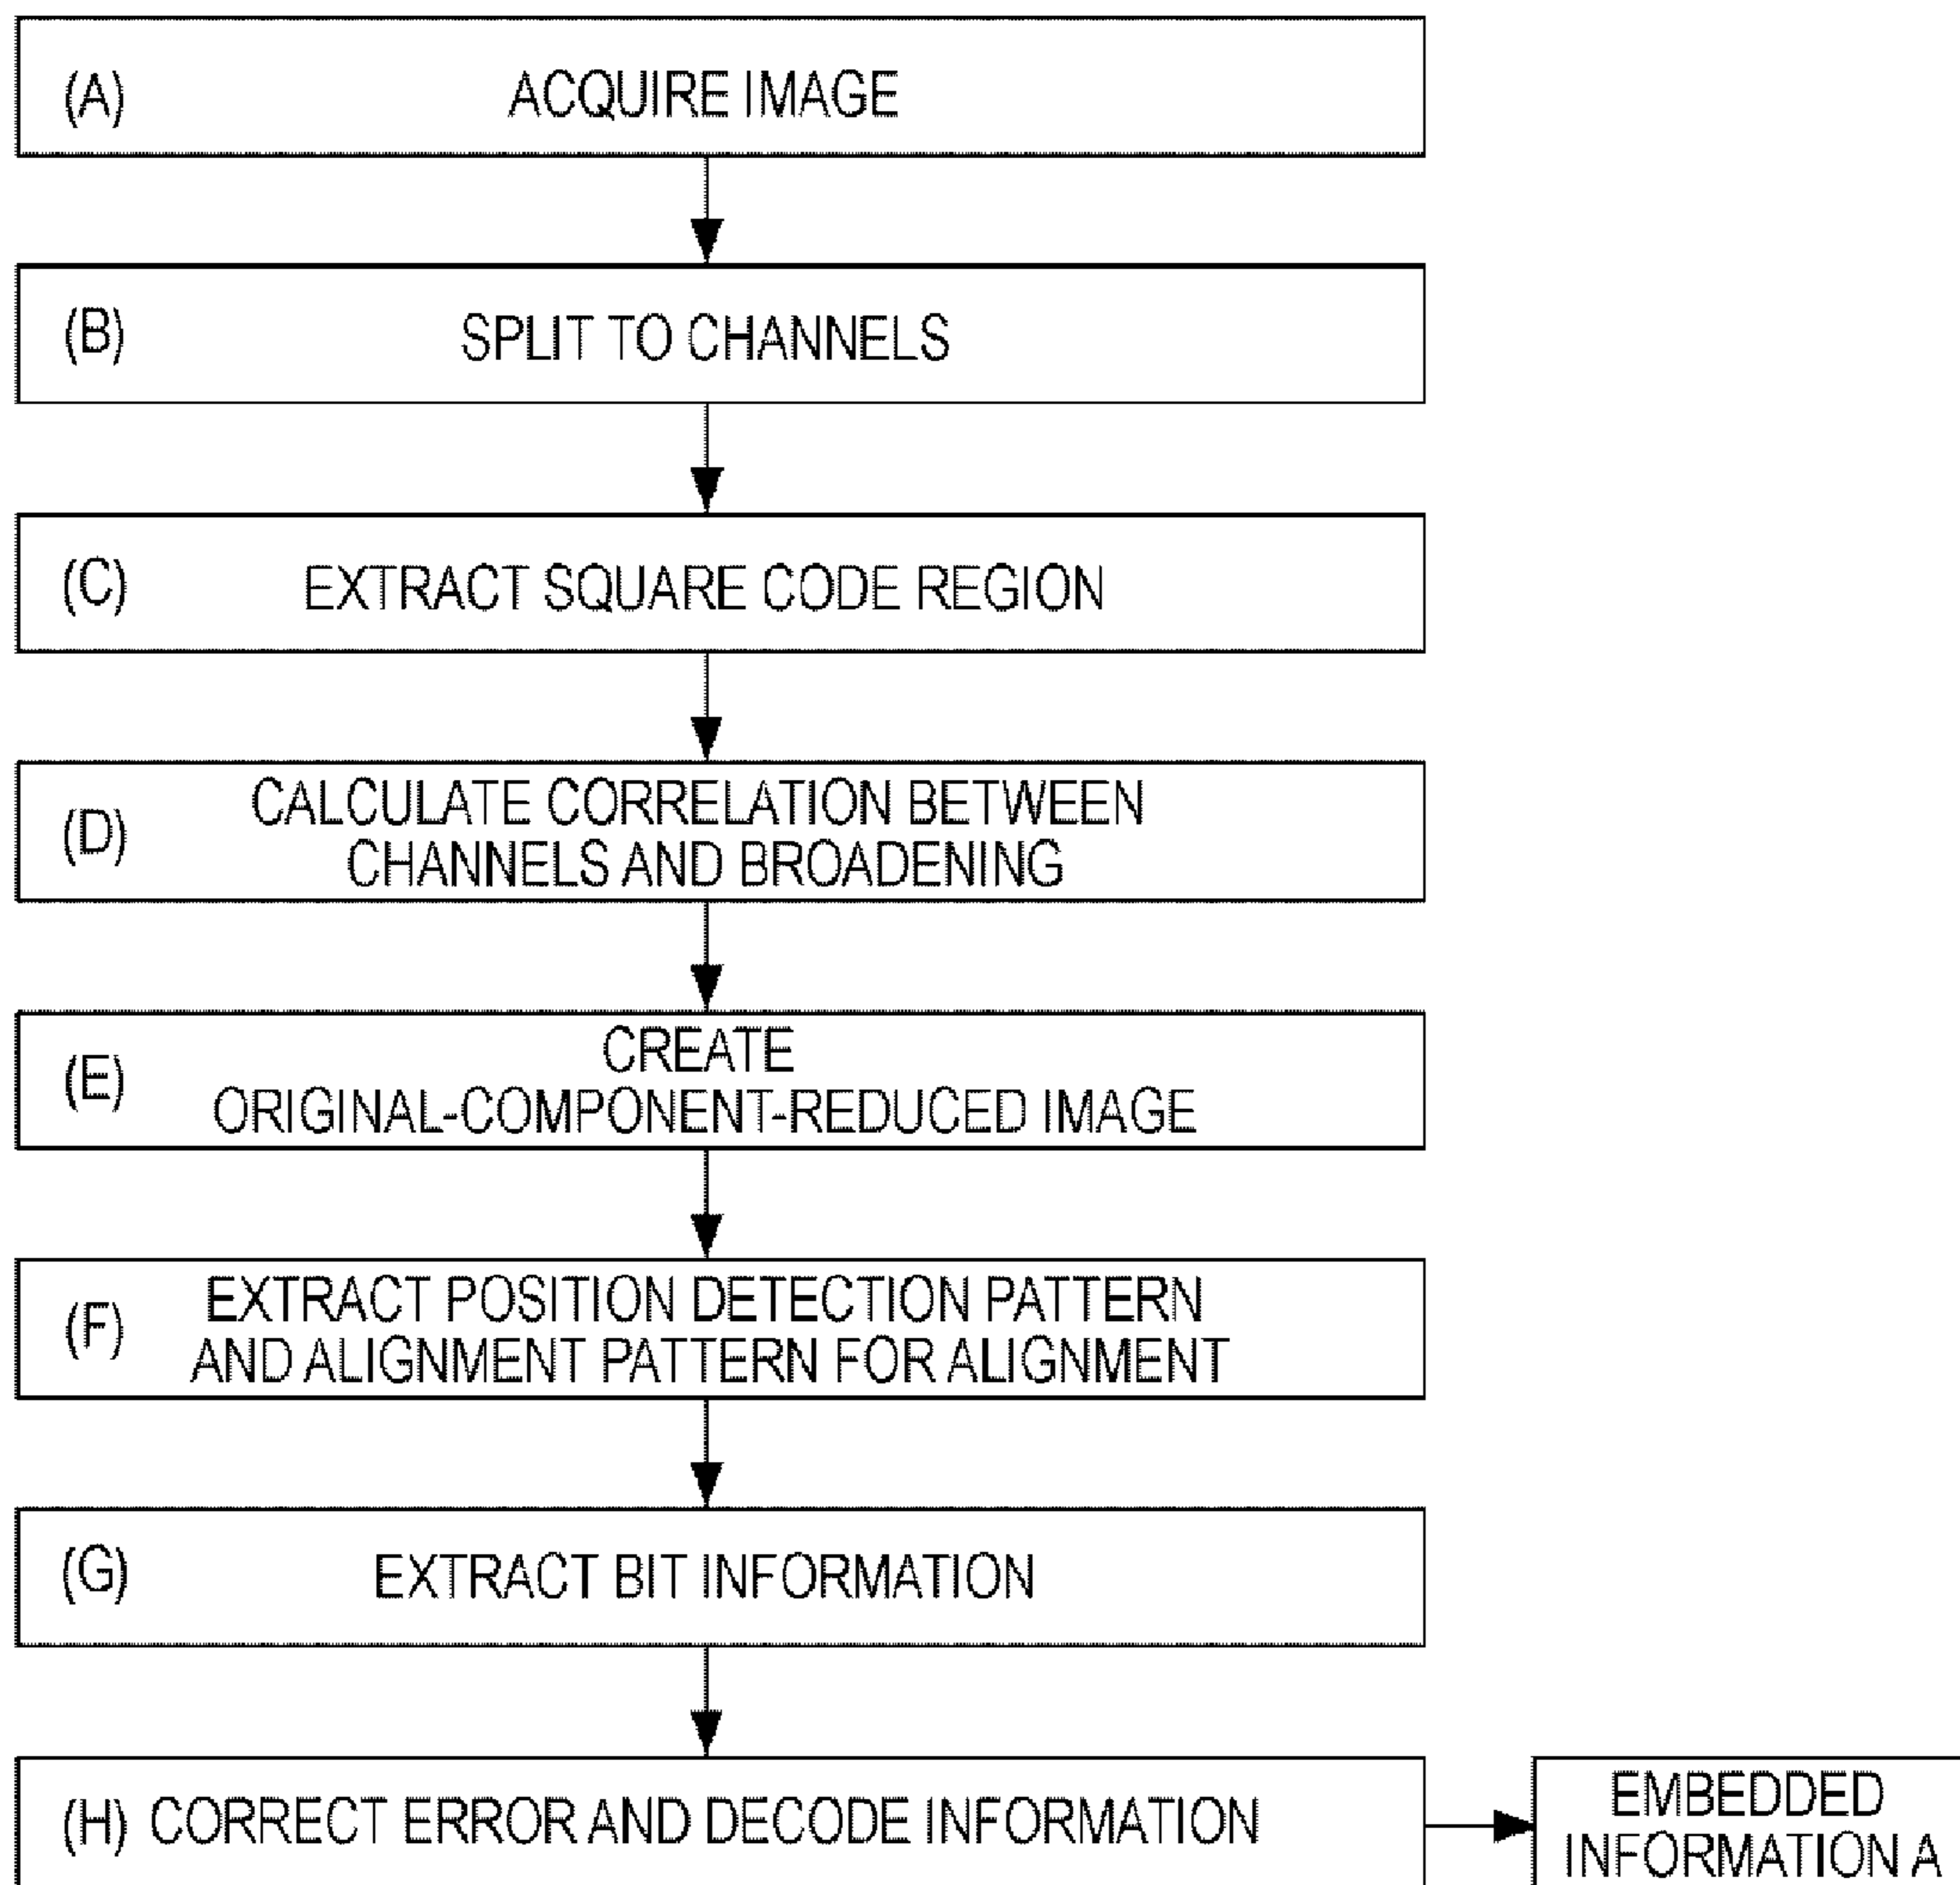 (A) ACQUIRE IMAGE
(B) SPLIT TO CHANNELS
(C) EXTRACT SQUARE CODE REGION
(D) CALCULATE CORRELATION BETWEEN
CHANNELS AND BROADENING
(E) CREATE
ORIGINAL-COMPONENT-REDUCED IMAGE
(F) EXTRACT POSITION DETECTION PATTERN
AND ALIGNMENT PATTERN FOR ALIGNMENT
(G) EXTRACT BIT INFORMATION
(H) CORRECT ERROR AND DECODE INFORMATION
EMBEDDED
INFORMATION A